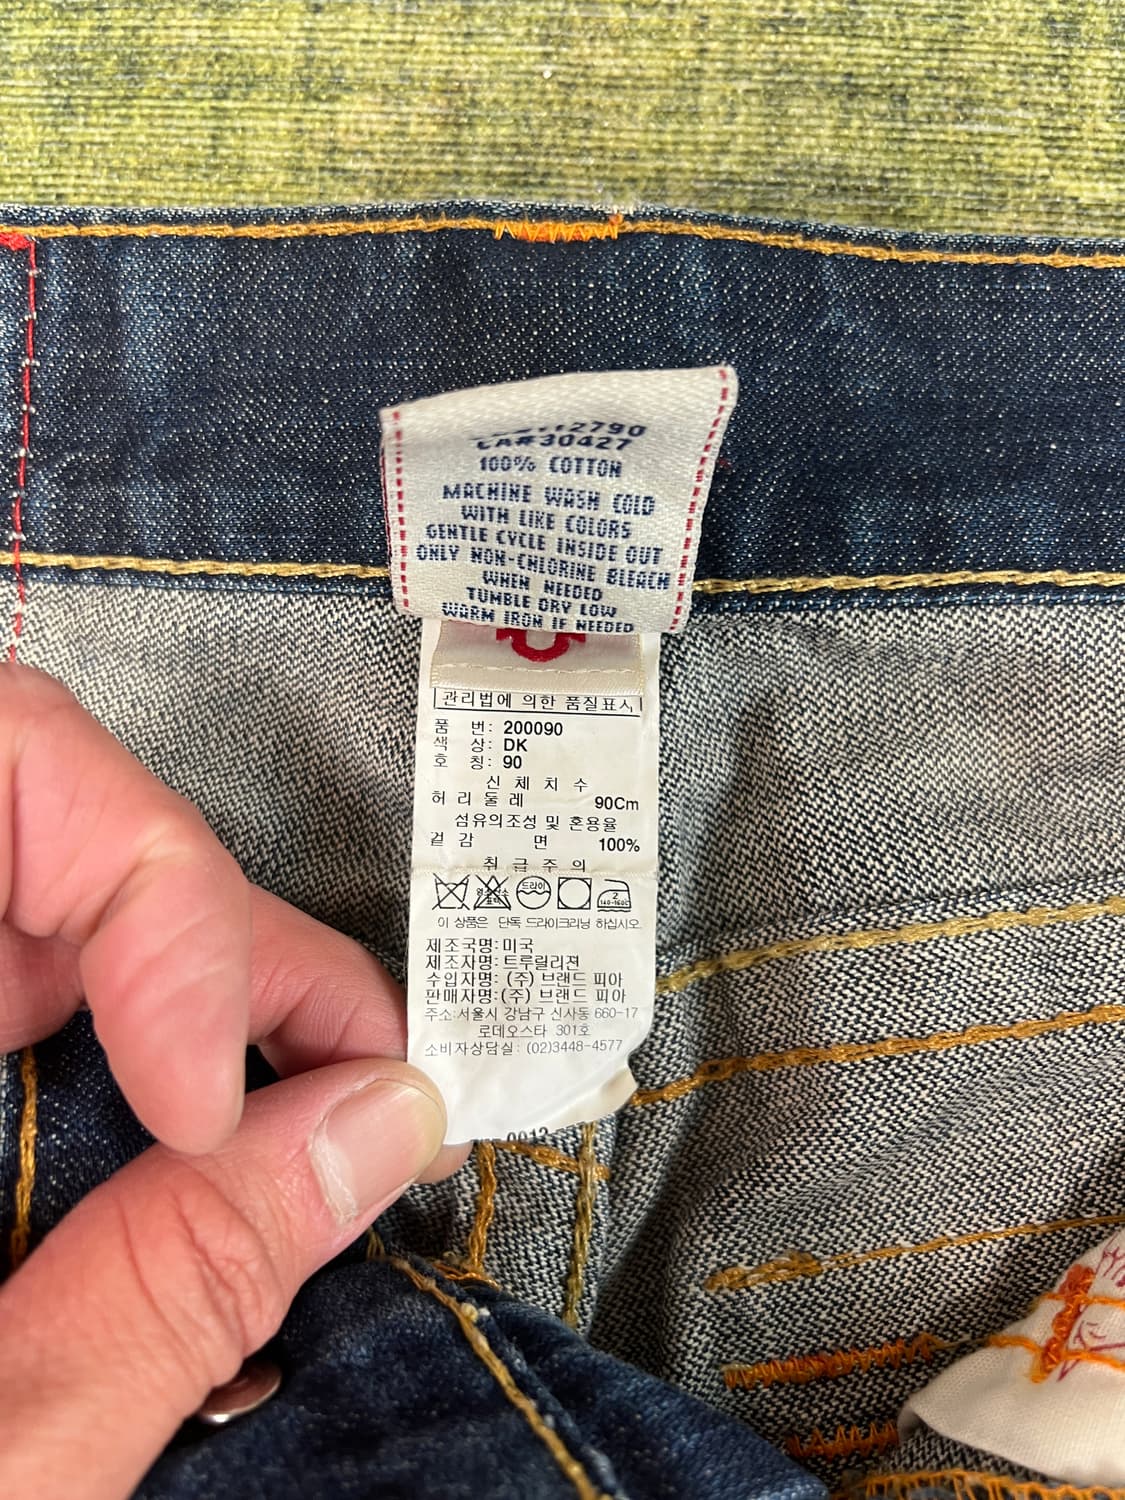 12790
CA#30427
100% COTTON
MACHINE WASH COLD
WITH LIKE COLORS
GENTLE CYCLE INSIDE OUT
ONLY NON-CHLORINE BLEACH
WHEN NEEDED
TUMBLE DRY LOW
WARM IRON IF NEEDED
관리법에 의한 품질표시
품 번: 200090
색 상: DK
호 칭: 90
신 체 치 수
허 리 둘 레 90Cm
섬유의조성 및 혼용율
겉 감 면 100%
취 급 주 의
드라이
이 상품은 단독 드라이크리닝 하십시오.
제조국명: 미국
제조자명: 트루릴리젼
수입자명: (주) 브랜드 피아
판매자명: (주) 브랜드 피아
주소:서울시 강남구 신사동 660-17
로데오스타 301호
소비자상담실: (02)3448-4577
0013